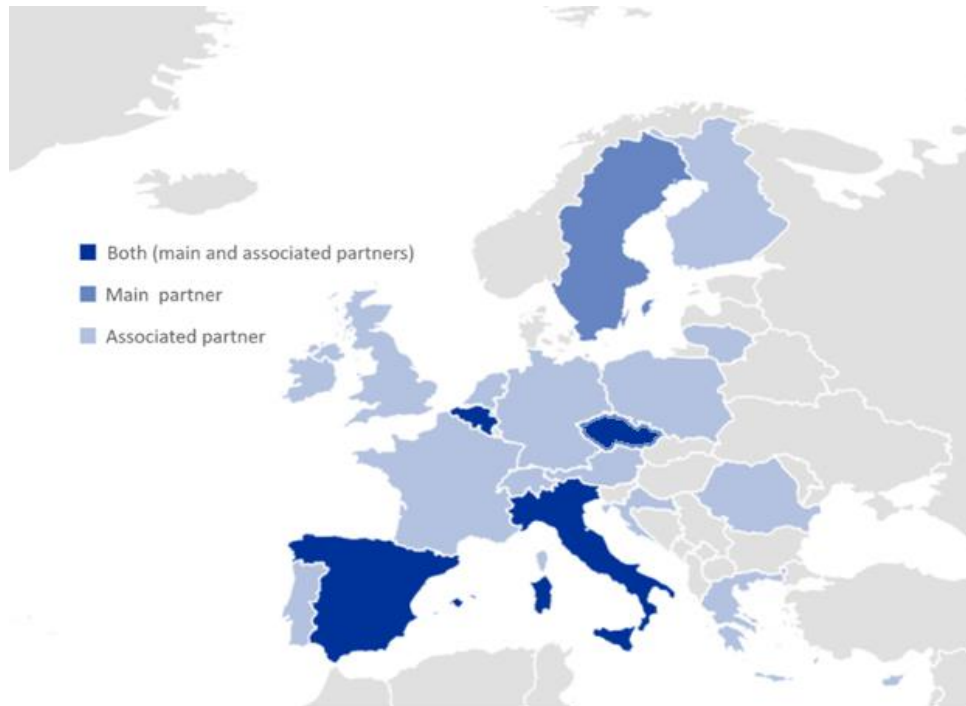 Both (main and associated partners)
Main partner
Associated partner